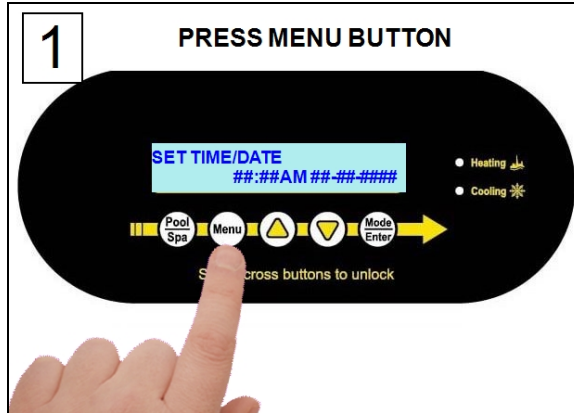 1
PRESS MENU BUTTON
SET TIME/DATE
##:##AM ##-##-####
Heating
Cooling
Pool
Spa
Menu
Mode
Enter
cross buttons to unlock